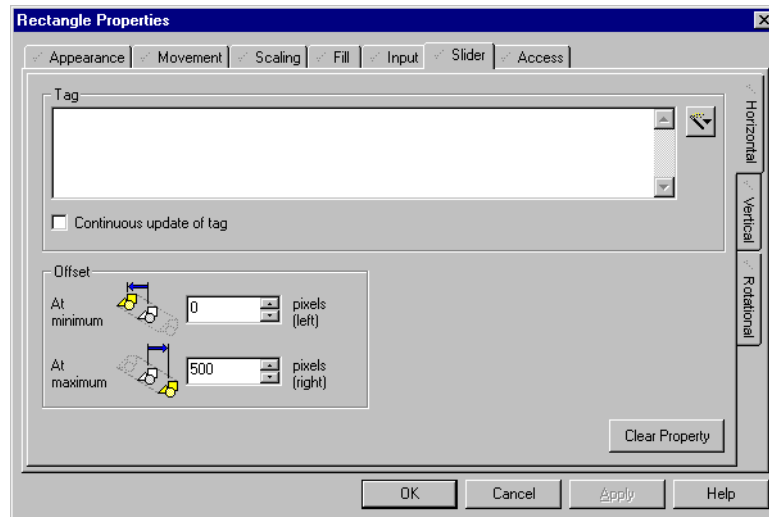 Rectangle Properties
Appearance Movement Scaling Fill Input Slider Access
Horizontal
Vertical
Rotational
Tag
Continuous update of tag
Offset
At
minimum
0
pixels
(left)
At
maximum
500
pixels
(right)
Clear Property
OK Cancel Apply Help